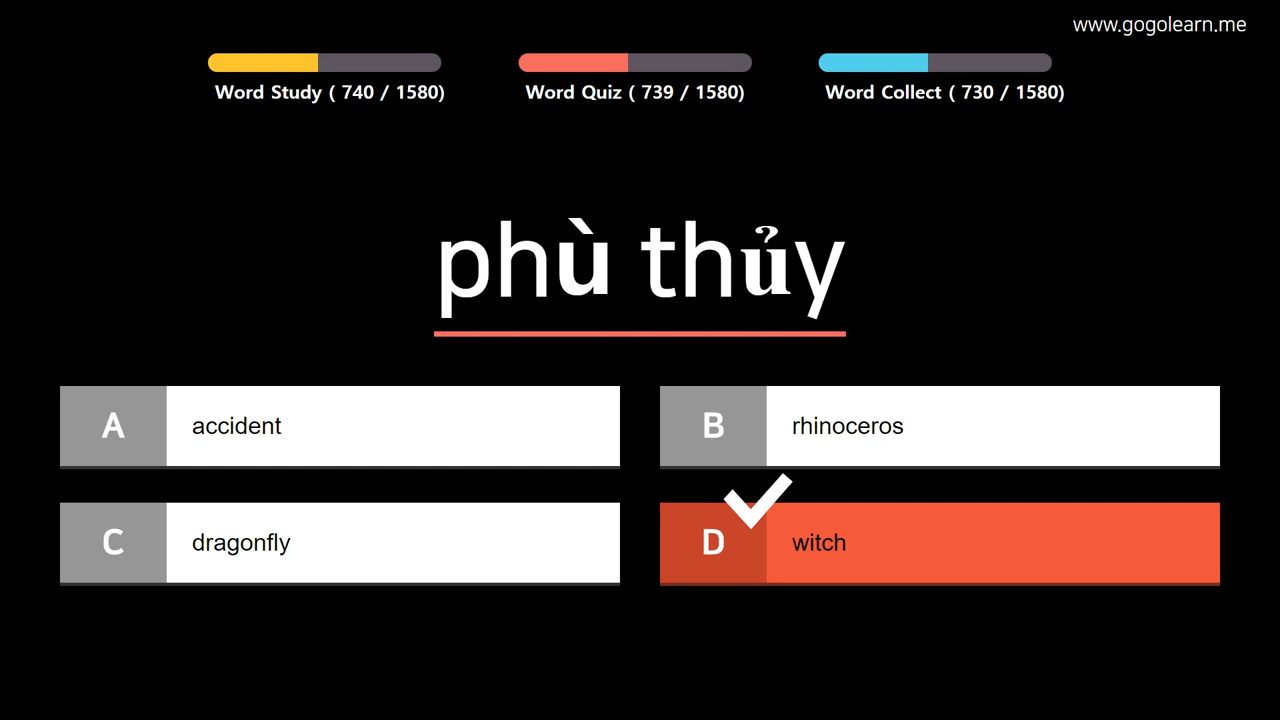 www.gogolearn.me
Word Study ( 740 / 1580)
Word Quiz ( 739 / 1580)
Word Collect ( 730 / 1580)
phù thủy
A accident
B rhinoceros
C dragonfly
D witch